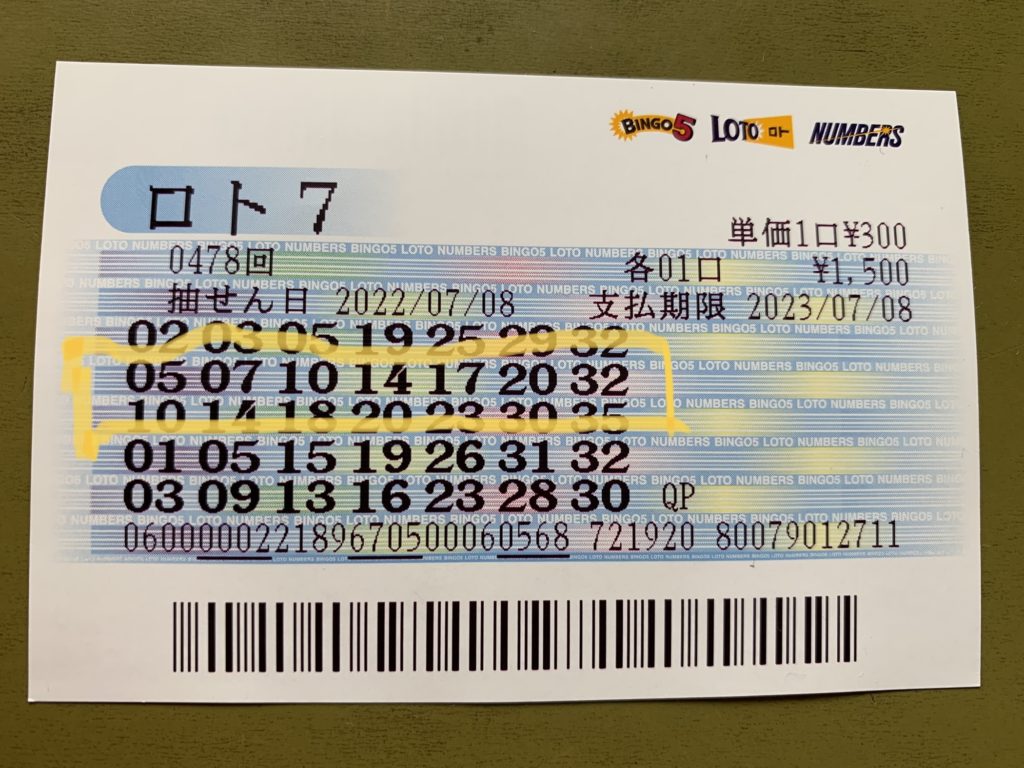 BINGO5 LOTO ロト NUMBERS
ロト7
単価1口¥300
0478回 各01口 ¥1,500
抽せん日 2022/07/08 支払期限 2023/07/08
02 03 05 19 25 29 32
05 07 10 14 17 20 32
10 14 18 20 23 30 35
01 05 15 19 26 31 32
03 09 13 16 23 28 30 QP
060000022189670500060568 721920 80079012711